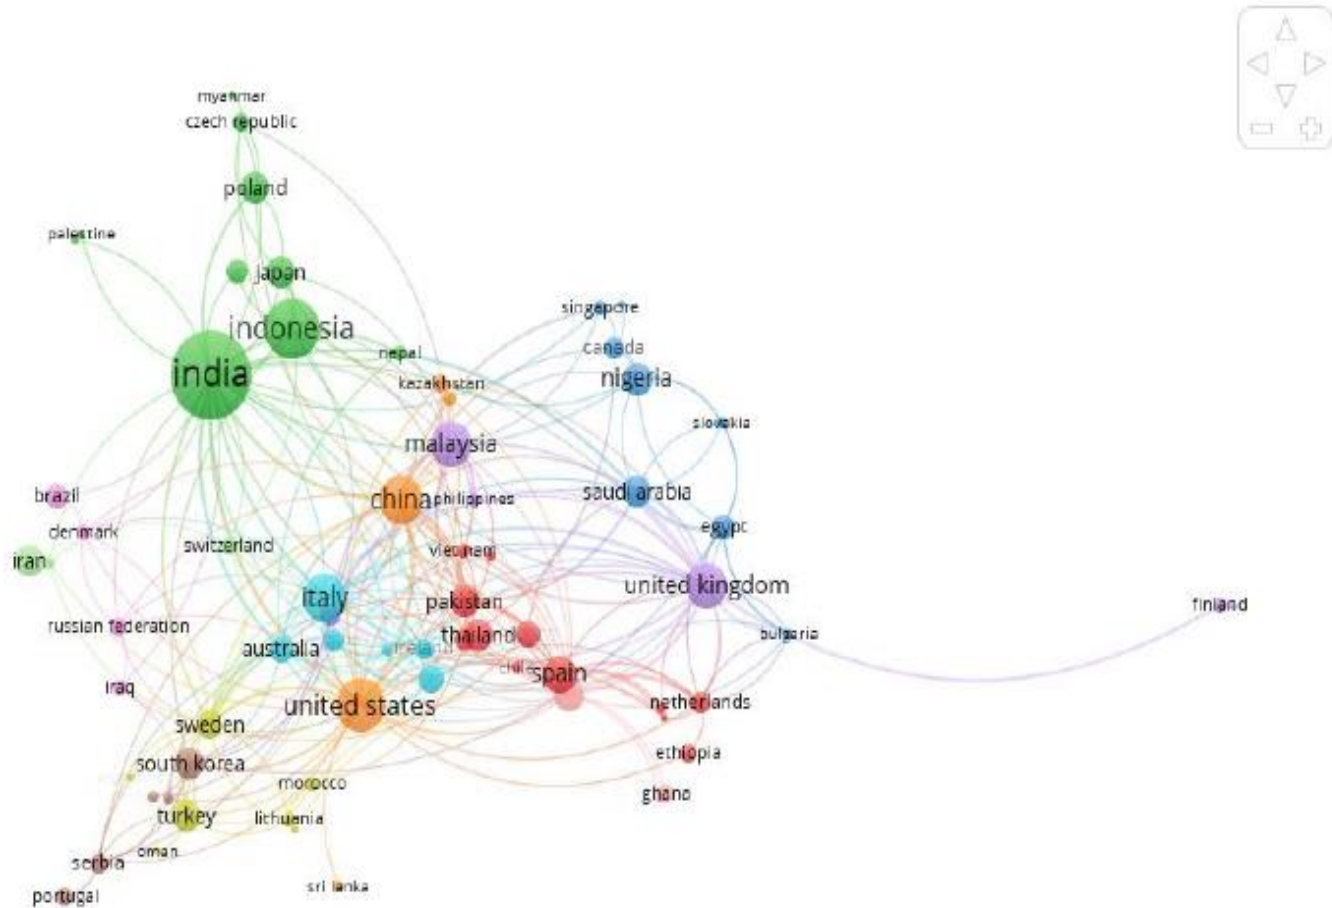 myanmar
czech republic
poland
palestine
japan
indonesia
india
nepal
singapore
canada
nigeria
kazakhstan
slovakia
malaysia
china
philippines
saudi arabia
brazil
denmark
egypt
switzerland
vietnam
iran
italy
pakistan
united kingdom
finland
russian federation
australia
thailand
ireland
bulgaria
chile
spain
iraq
united states
netherlands
sweden
south korea
ethiopia
morocco
ghana
turkey
lithuania
oman
serbia
sri lanka
portugal